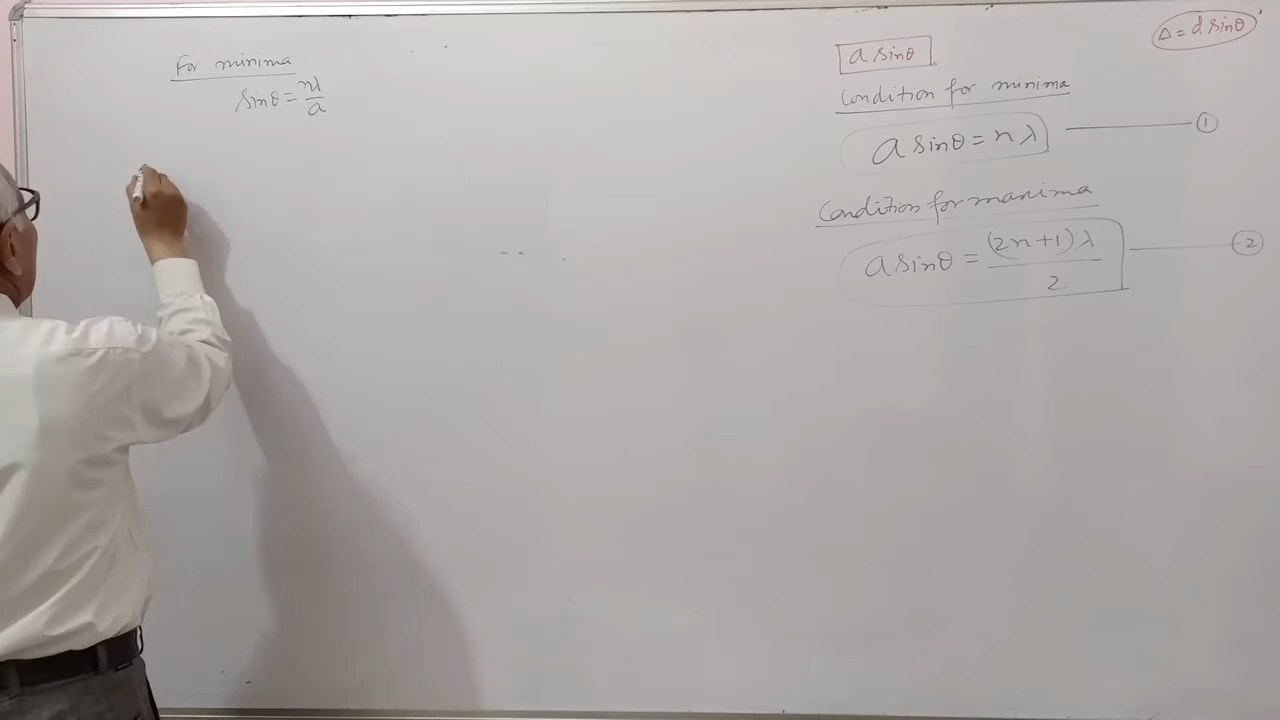 For minima
sinθ = nλ/a
a sinθ
Condition for minima
a sinθ = nλ ①
Condition for maxima
a sinθ = (2n+1)λ/2 ②
Δ = d sinθ